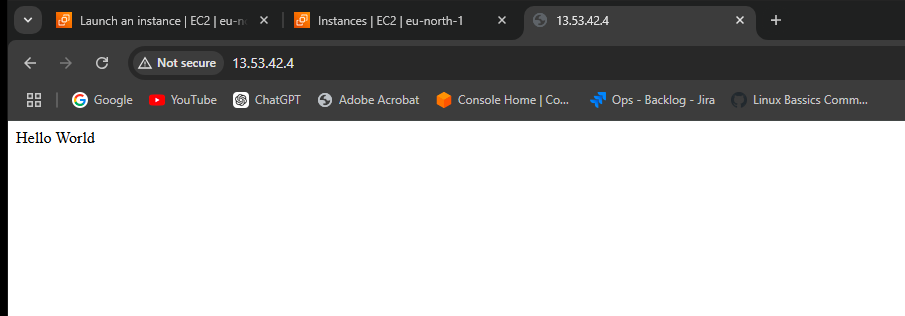 Launch an instance | EC2 | eu-n
Instances | EC2 | eu-north-1
13.53.42.4
Not secure
13.53.42.4
Google
YouTube
ChatGPT
Adobe Acrobat
Console Home | Co...
Ops - Backlog - Jira
Linux Bassics Comm...
Hello World